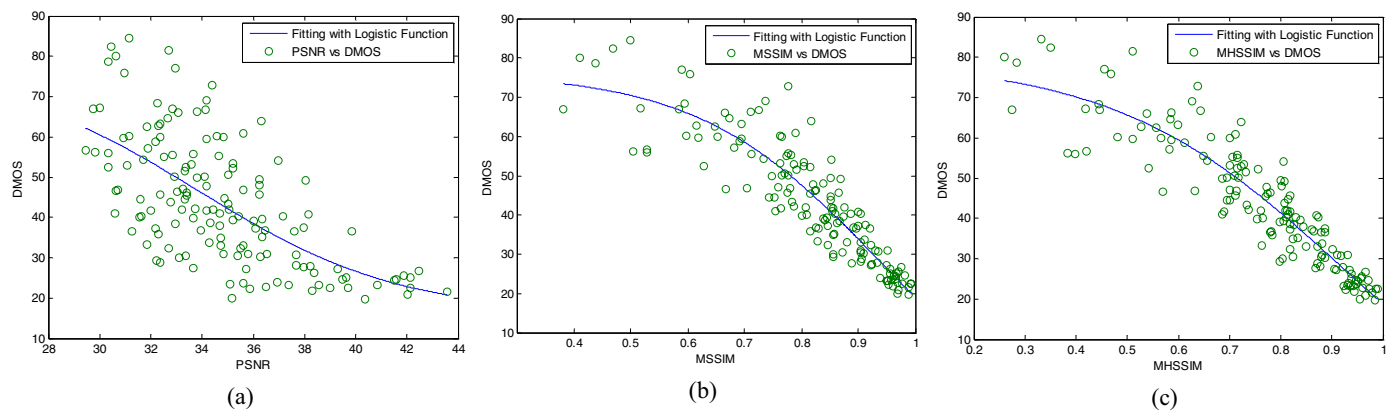 90
80
70
60
50
40
30
20
10
DMOS
28 30 32 34 36 38 40 42 44
PSNR
Fitting with Logistic Function
PSNR vs DMOS
(a)
90
80
70
60
50
40
30
20
10
DMOS
0.4 0.5 0.6 0.7 0.8 0.9 1
MSSIM
Fitting with Logistic Function
MSSIM vs DMOS
(b)
90
80
70
60
50
40
30
20
10
DMOS
0.2 0.3 0.4 0.5 0.6 0.7 0.8 0.9 1
MHSSIM
Fitting with Logistic Function
MHSSIM vs DMOS
(c)